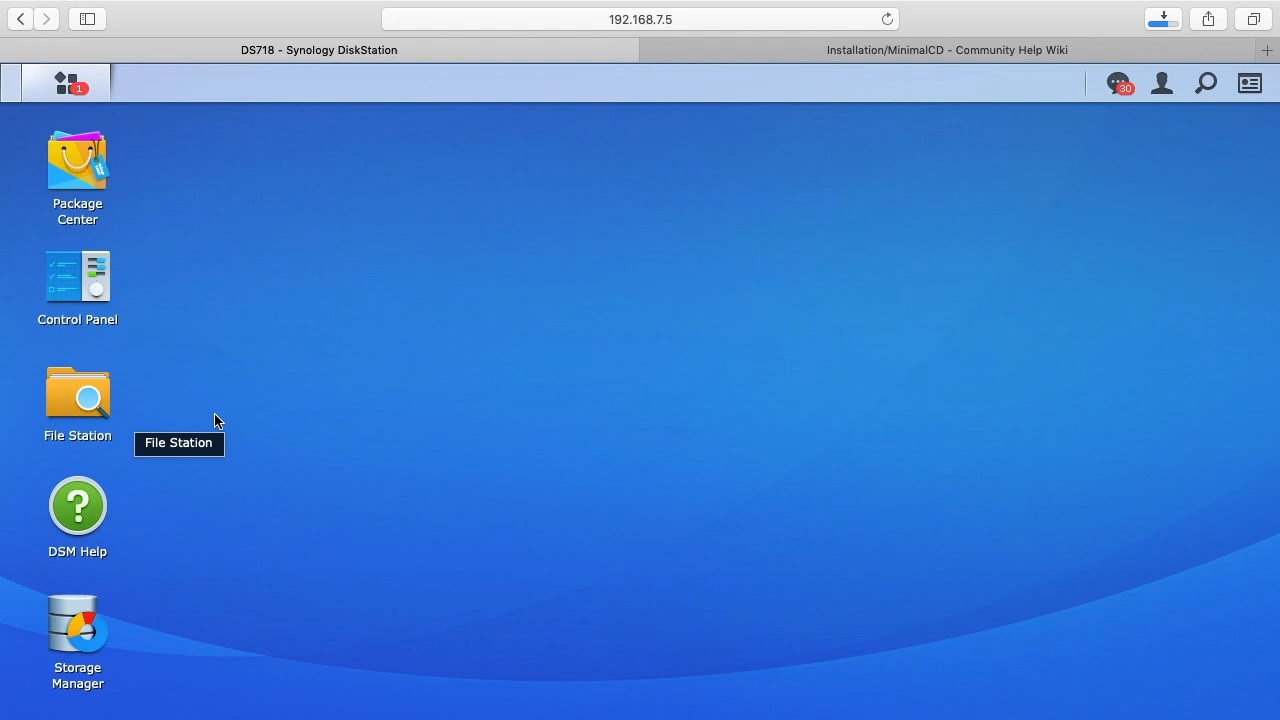 192.168.7.5
DS718 - Synology DiskStation
Installation/MinimalCD - Community Help Wiki
1
30
Package
Center
Control Panel
File Station
File Station
DSM Help
Storage
Manager